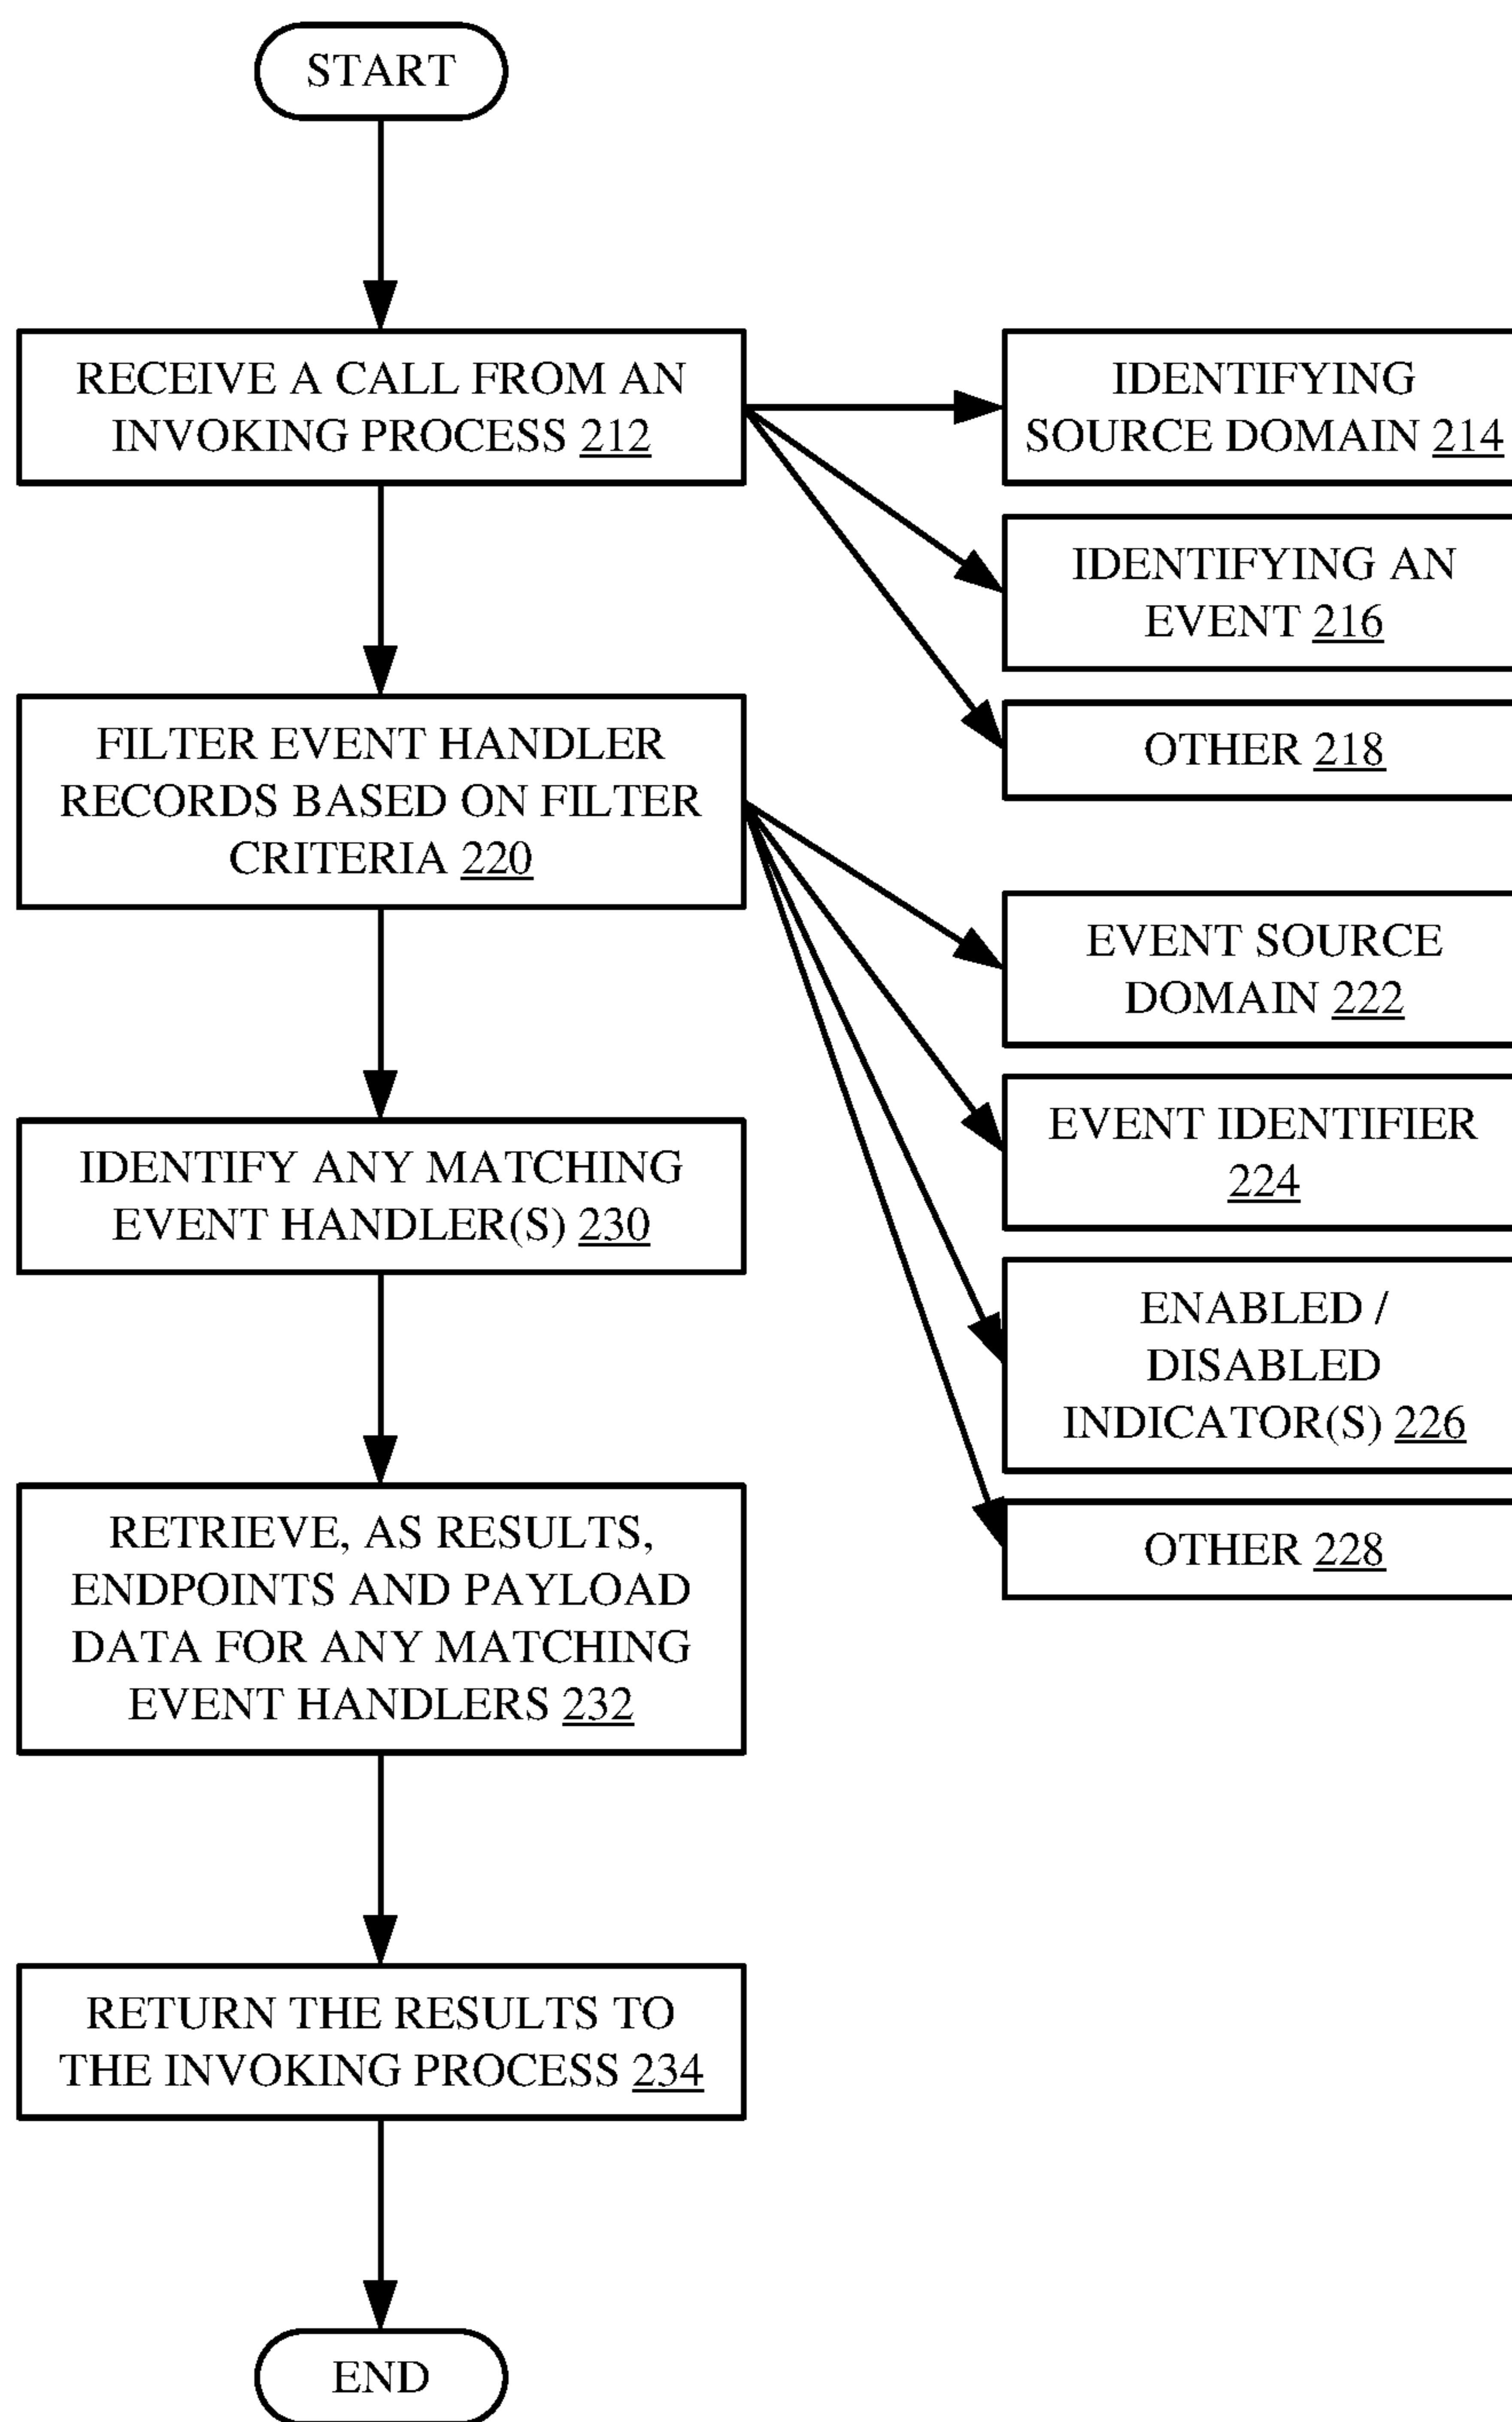 START
RECEIVE A CALL FROM AN
INVOKING PROCESS 212
IDENTIFYING
SOURCE DOMAIN 214
IDENTIFYING AN
EVENT 216
OTHER 218
FILTER EVENT HANDLER
RECORDS BASED ON FILTER
CRITERIA 220
EVENT SOURCE
DOMAIN 222
EVENT IDENTIFIER
224
ENABLED /
DISABLED
INDICATOR(S) 226
OTHER 228
IDENTIFY ANY MATCHING
EVENT HANDLER(S) 230
RETRIEVE, AS RESULTS,
ENDPOINTS AND PAYLOAD
DATA FOR ANY MATCHING
EVENT HANDLERS 232
RETURN THE RESULTS TO
THE INVOKING PROCESS 234
END